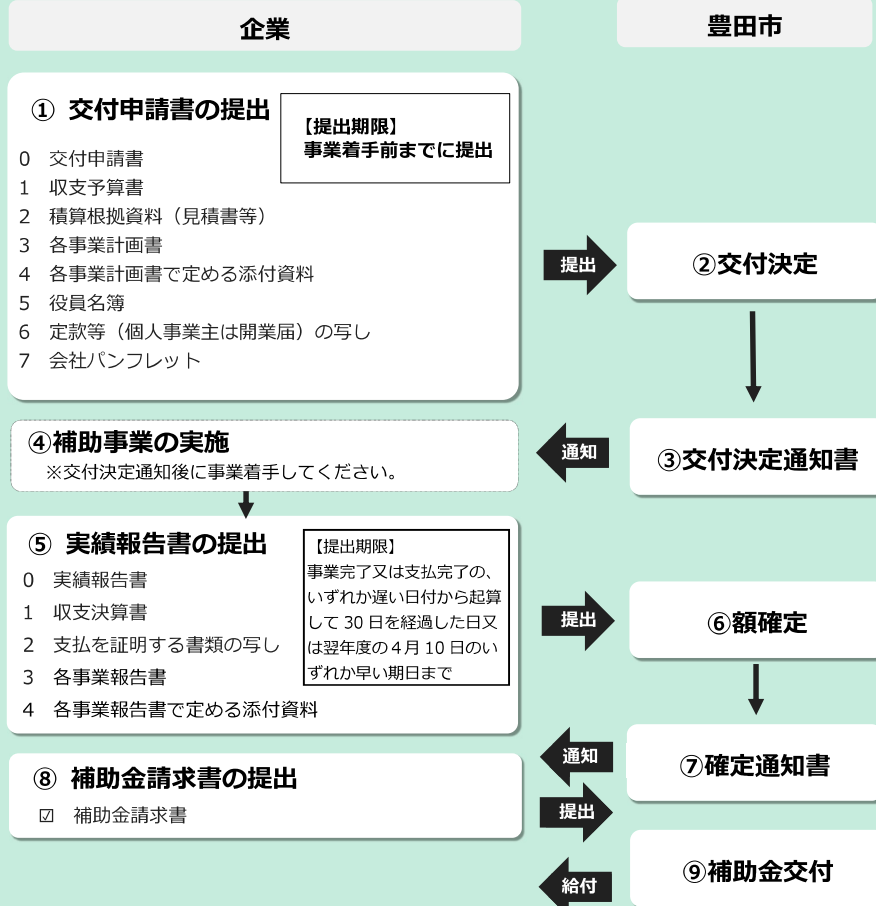 企業
豊田市
① 交付申請書の提出
【提出期限】
事業着手前までに提出
0 交付申請書
1 収支予算書
2 積算根拠資料（見積書等）
3 各事業計画書
4 各事業計画書で定める添付資料
5 役員名簿
6 定款等（個人事業主は開業届）の写し
7 会社パンフレット
提出
②交付決定
③交付決定通知書
通知
④補助事業の実施
※交付決定通知後に事業着手してください。
⑤ 実績報告書の提出
【提出期限】
事業完了又は支払完了の、
いずれか遅い日付から起算
して 30 日を経過した日又
は翌年度の４月 10 日のい
ずれか早い期日まで
0 実績報告書
1 収支決算書
2 支払を証明する書類の写し
3 各事業報告書
4 各事業報告書で定める添付資料
提出
⑥額確定
⑦確定通知書
通知
⑧ 補助金請求書の提出
☑ 補助金請求書
提出
⑨補助金交付
給付